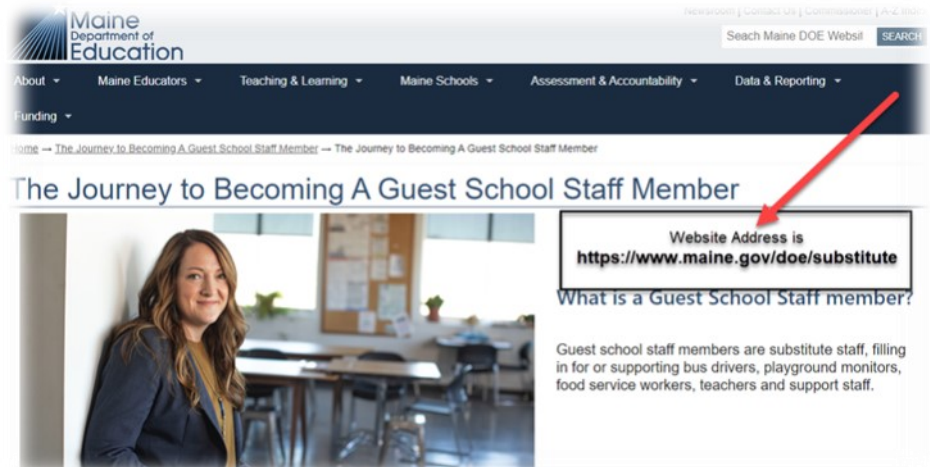 Newsroom | Contact Us | Commissioner | A-Z Index
Maine
Department of
Education
Seach Maine DOE Websit
SEARCH
About
Maine Educators
Teaching & Learning
Maine Schools
Assessment & Accountability
Data & Reporting
Funding
Home → The Journey to Becoming A Guest School Staff Member → The Journey to Becoming A Guest School Staff Member
The Journey to Becoming A Guest School Staff Member
Website Address is
https://www.maine.gov/doe/substitute
What is a Guest School Staff member?
Guest school staff members are substitute staff, filling
in for or supporting bus drivers, playground monitors,
food service workers, teachers and support staff.